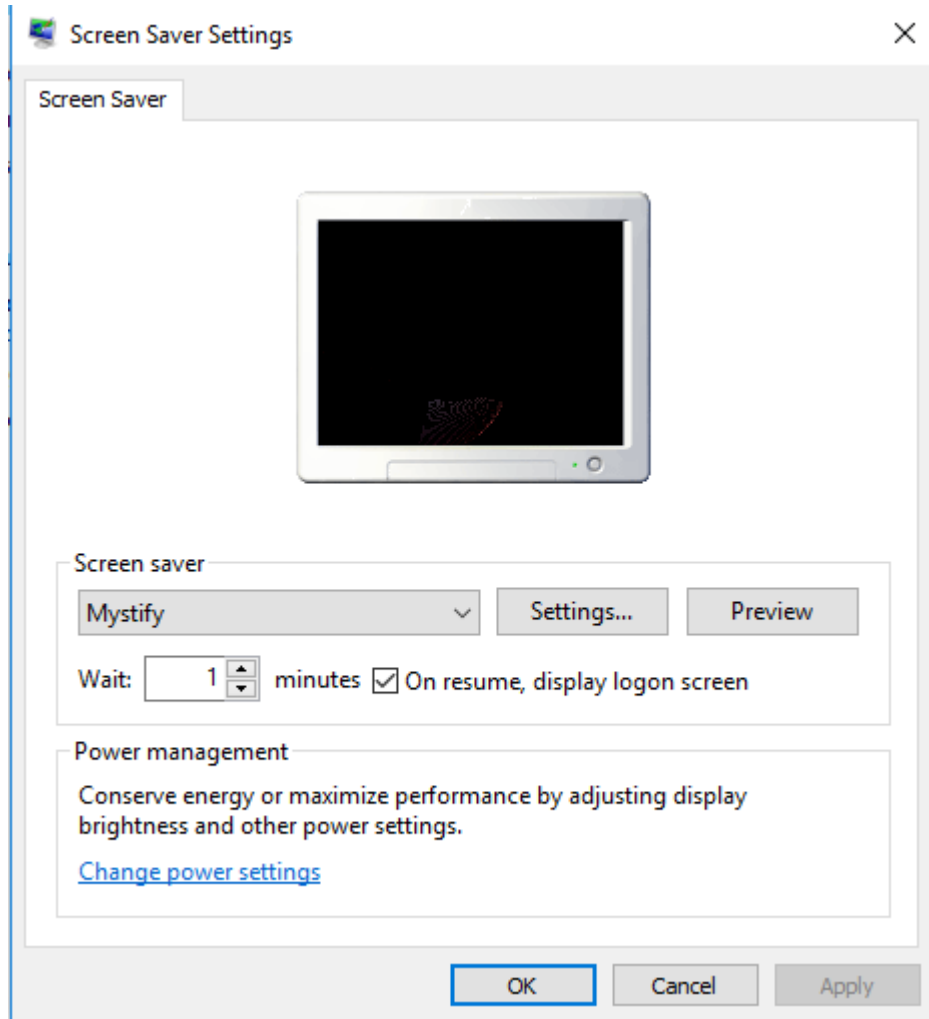 Screen Saver Settings
Screen Saver
Screen saver
Mystify
Settings...
Preview
Wait: 1 minutes On resume, display logon screen
Power management
Conserve energy or maximize performance by adjusting display
brightness and other power settings.
Change power settings
OK Cancel Apply